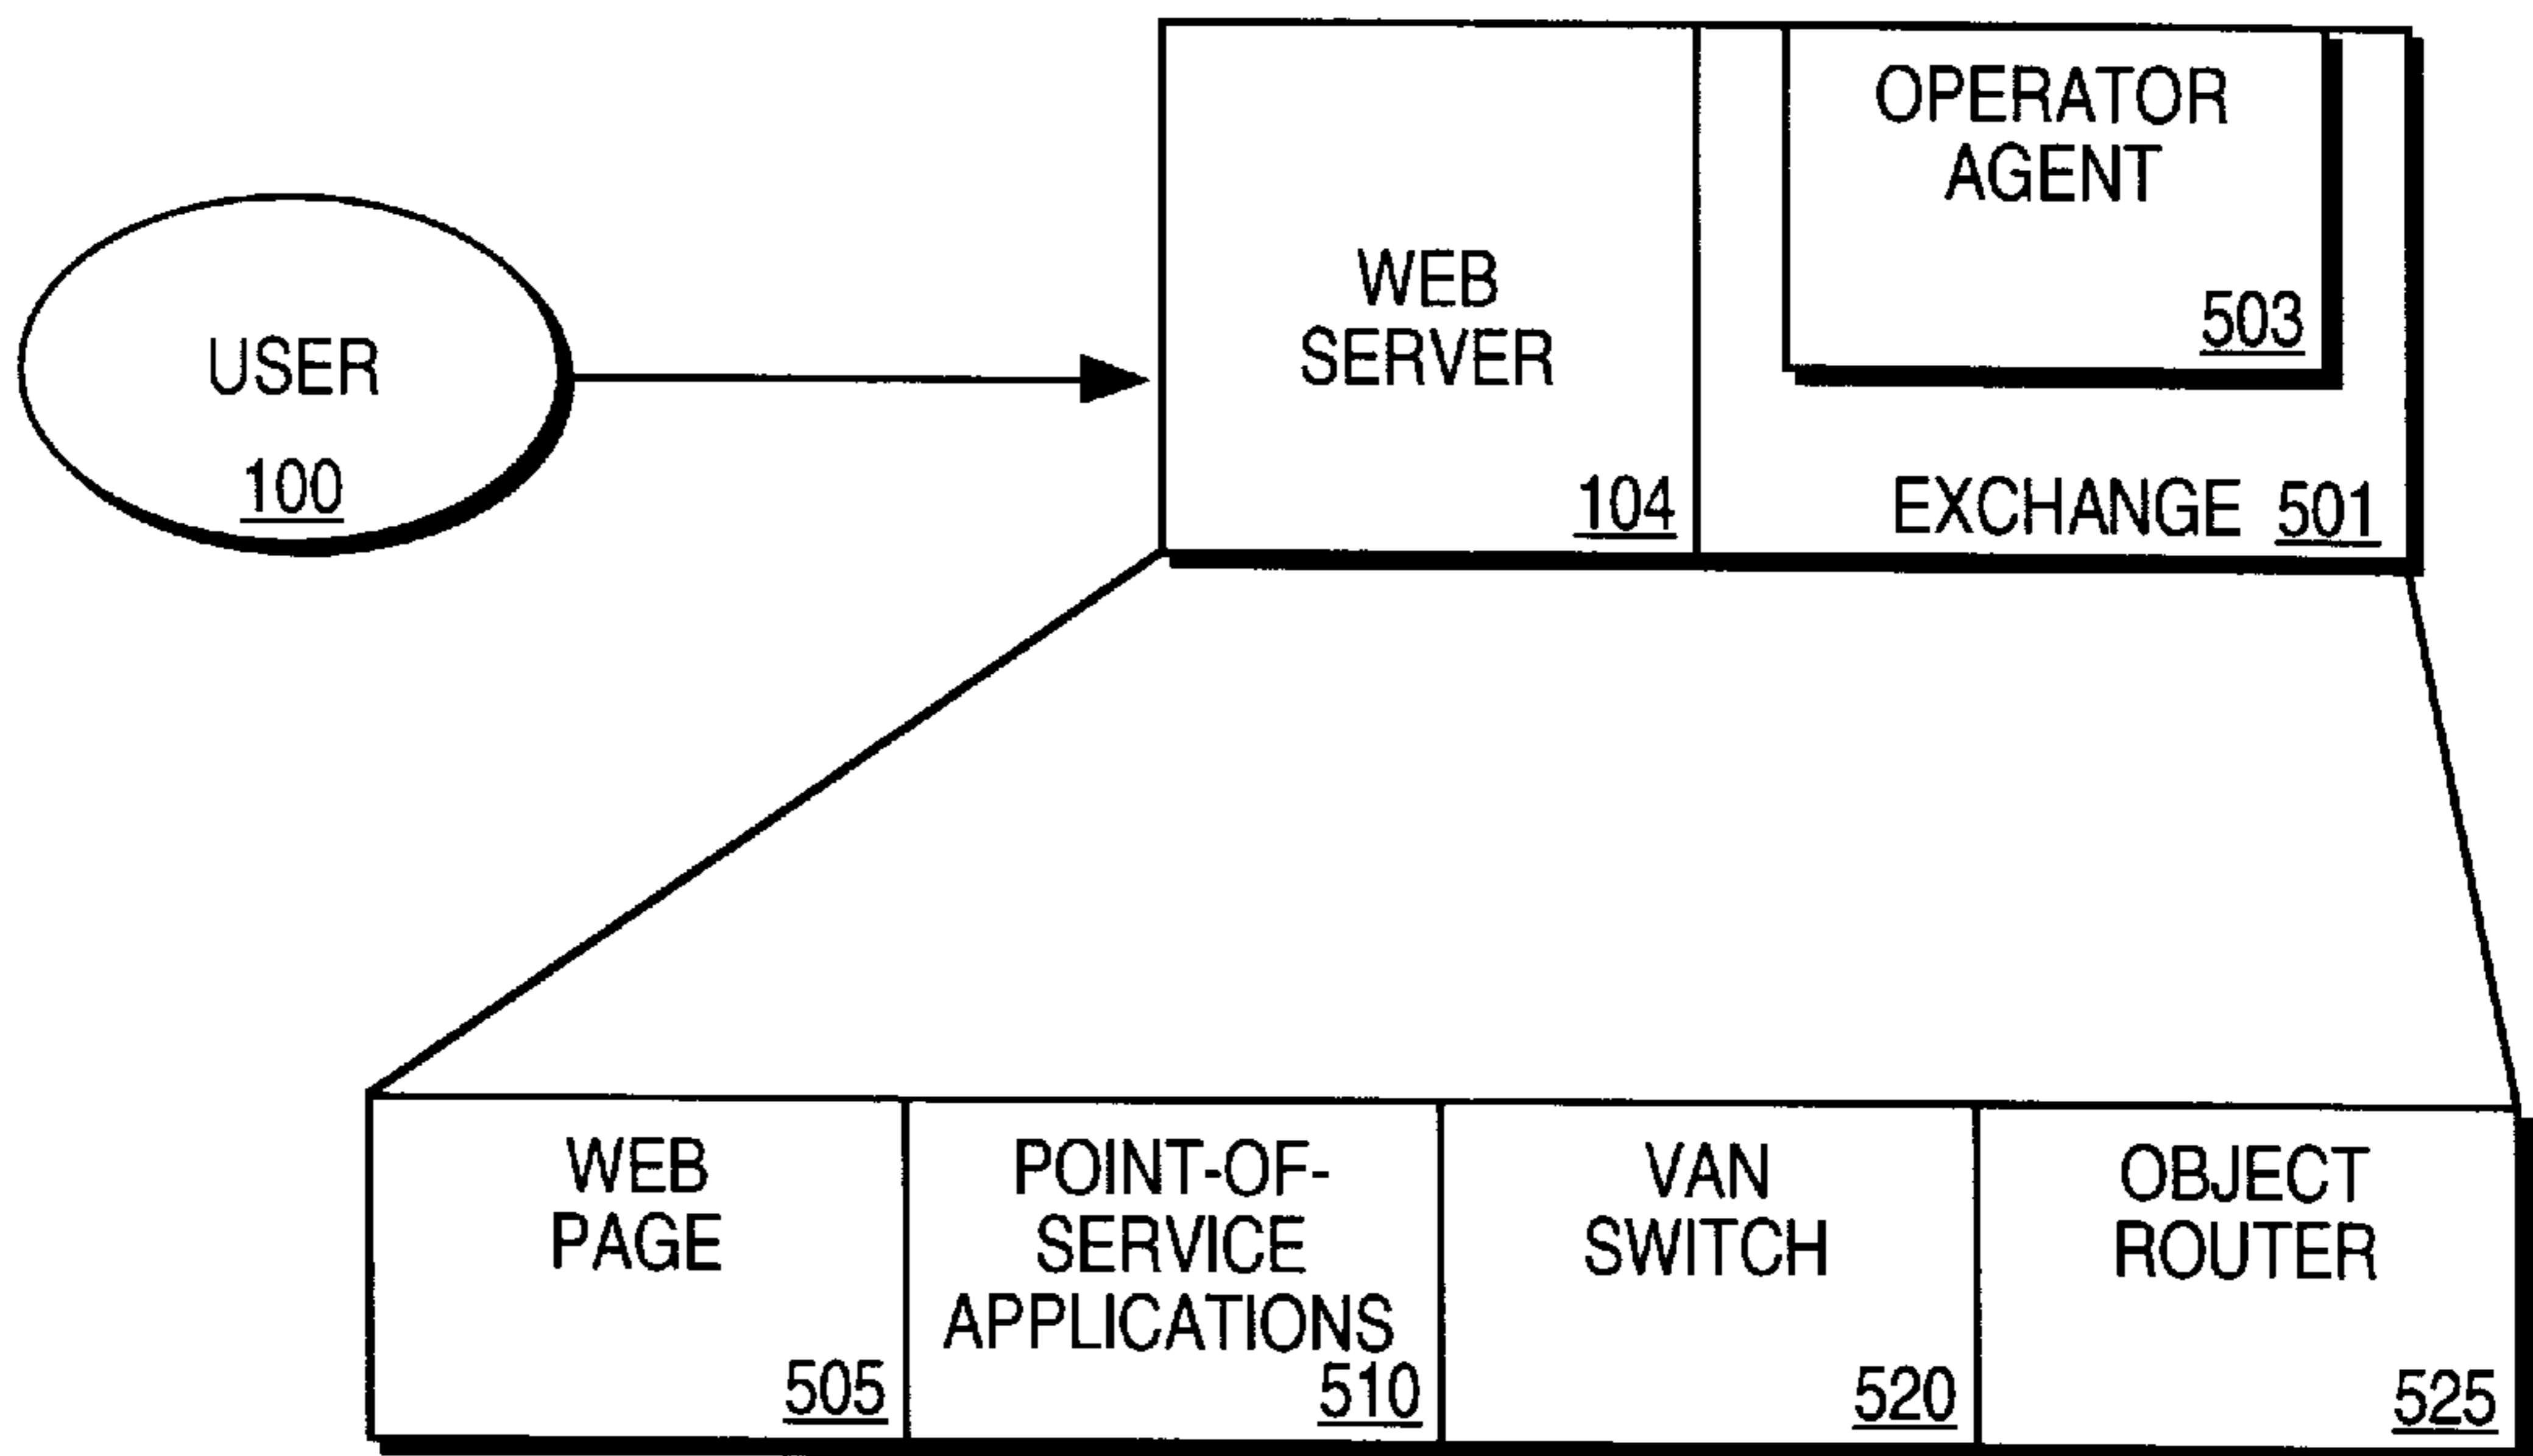 USER
100
WEB
SERVER
104
OPERATOR
AGENT
503
EXCHANGE 501
WEB
PAGE
505
POINT-OF-
SERVICE
APPLICATIONS
510
VAN
SWITCH
520
OBJECT
ROUTER
525